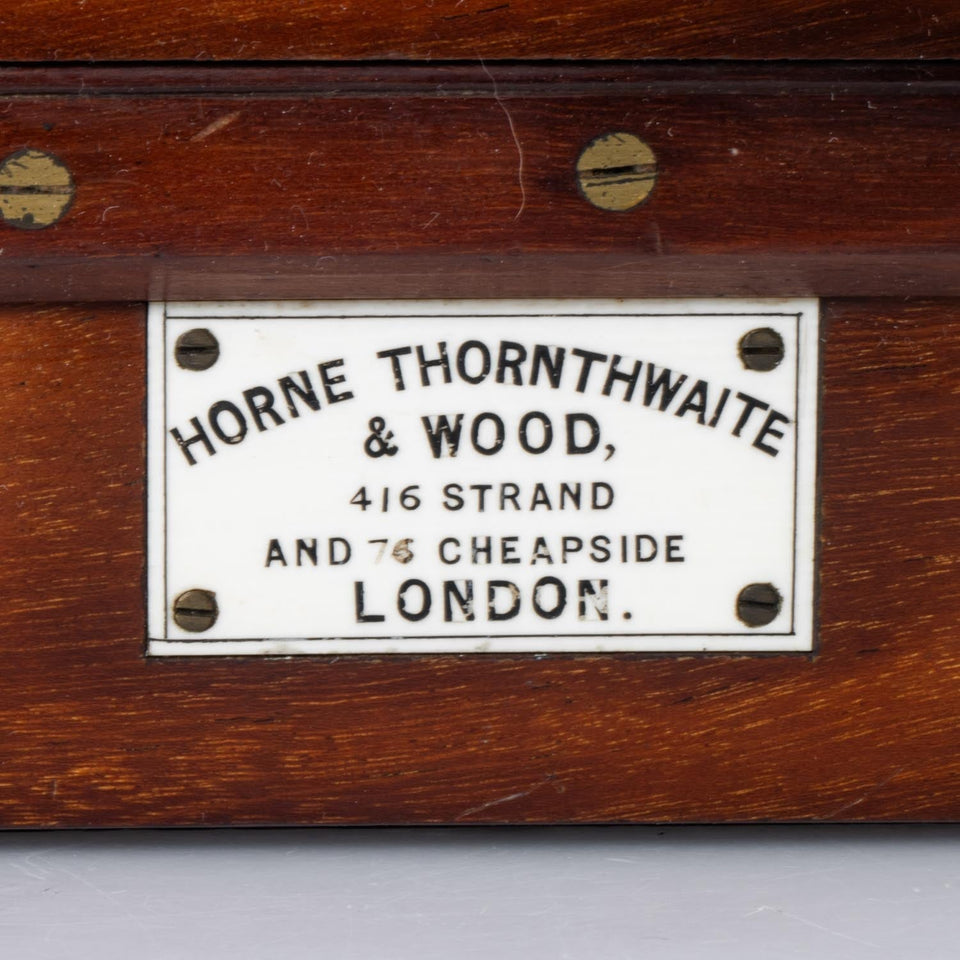 HORNE THORNTHWAITE
& WOOD,
416 STRAND
AND 76 CHEAPSIDE
LONDON.